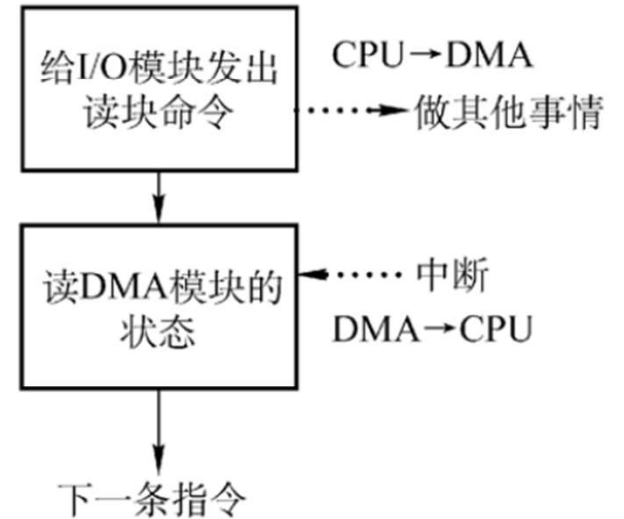 给I/O模块发出
读块命令
CPU→DMA
做其他事情
读DMA模块的
状态
中断
DMA→CPU
下一条指令